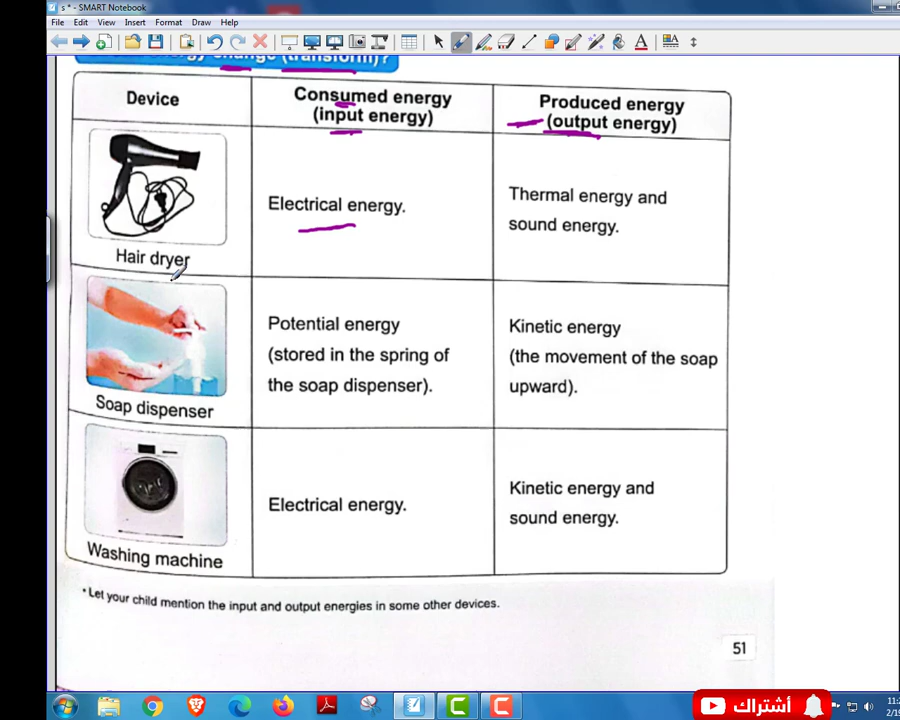 s * - SMART Notebook
File Edit View Insert Format Draw Help
change (transform)?
Device
Consumed energy
(input energy)
Produced energy
(output energy)
Hair dryer
Electrical energy.
Thermal energy and
sound energy.
Soap dispenser
Potential energy
(stored in the spring of
the soap dispenser).
Kinetic energy
(the movement of the soap
upward).
Washing machine
Electrical energy.
Kinetic energy and
sound energy.
* Let your child mention the input and output energies in some other devices.
51
أشتراك